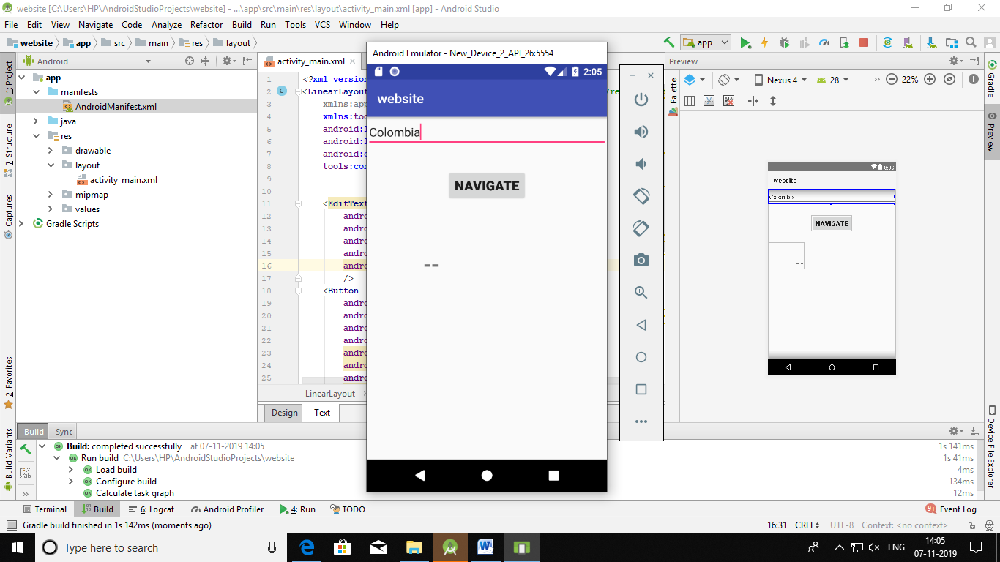 website [C:\Users\HP\AndroidStudioProjects\website] - ...\app\src\main\res\layout\activity_main.xml [app] - Android Studio
File Edit View Navigate Code Analyze Refactor Build Run Tools VCS Window Help
website app src main res layout
app
Android
activity_main.xml
Preview
Nexus 4 28 22%
1: Project
7: Structure
Captures
2: Favorites
Build Variants
app
manifests
AndroidManifest.xml
java
res
drawable
layout
activity_main.xml
mipmap
values
Gradle Scripts
1 <?xml version
2 <LinearLayout
3 xmlns:app
4 xmlns:too
5 android:l
6 android:l
7 android:o
8 tools:con
9
10
11 <EditText
12 andro
13 andro
14 andro
15 andro
16 andro
17 />
18 <Button
19 andro
20 andro
21 andro
22 andro
23 andro
24 andro
25 andro
LinearLayout
Design Text
Android Emulator - New_Device_2_API_26:5554
2:05
website
Colombia
NAVIGATE
--
Palette
8:00
website
Colombia
NAVIGATE
--
Gradle
Preview
Device File Explorer
Build Sync
Build: completed successfully at 07-11-2019 14:05 1s 141ms
Run build C:\Users\HP\AndroidStudioProjects\website 1s 41ms
Load build 4ms
Configure build 134ms
Calculate task graph 12ms
Terminal Build 6: Logcat Android Profiler 4: Run TODO 9+ Event Log
Gradle build finished in 1s 142ms (moments ago) 16:31 CRLF UTF-8 Context: <no context>
Type here to search
ENG
14:05
07-11-2019